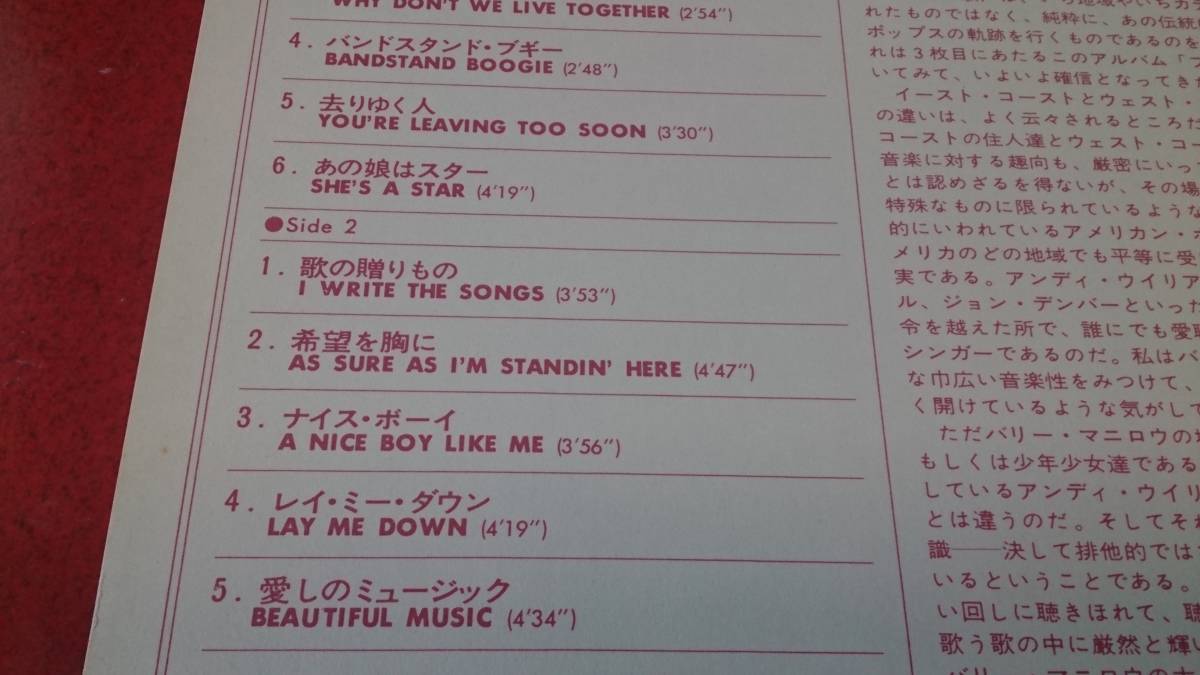 WHY DON'T WE LIVE TOGETHER (2'54")
4. バンドスタンド・ブギー
BANDSTAND BOOGIE (2'48")
5. 去りゆく人
YOU'RE LEAVING TOO SOON (3'30")
6. あの娘はスター
SHE'S A STAR (4'19")
●Side 2
1. 歌の贈りもの
I WRITE THE SONGS (3'53")
2. 希望を胸に
AS SURE AS I'M STANDIN' HERE (4'47")
3. ナイス・ボーイ
A NICE BOY LIKE ME (3'56")
4. レイ・ミー・ダウン
LAY ME DOWN (4'19")
5. 愛しのミュージック
BEAUTIFUL MUSIC (4'34")
れたものではなく、純粋に、あの伝統
ポップスの軌跡を行くものであるのを
れは3枚目にあたるこのアルバム「
いてみて、いよいよ確信となってき
イースト・コーストとウェスト・
の違いは、よく云々されるところだ
コーストの住人達とウェスト・コー
音楽に対する趣向も、厳密にいっ
とは認めざるを得ないが、その場
特殊なものに限られているような
的にいわれているアメリカン・
メリカのどの地域でも平等に受
実である。アンディ・ウイリア
ル、ジョン・デンバーといった
令を越えた所で、誰にでも愛
シンガーであるのだ。私はバ
な巾広い音楽性をみつけて、
く開けているような気がして
ただバリー・マニロウの
もしくは少年少女達である
しているアンディ・ウイリ
とは違うのだ。そしてそれ
識──決して排他的では
いるということである。
い回しに聴きほれて、聴
歌う歌の中に厳然と輝い
バリー・マニロウの